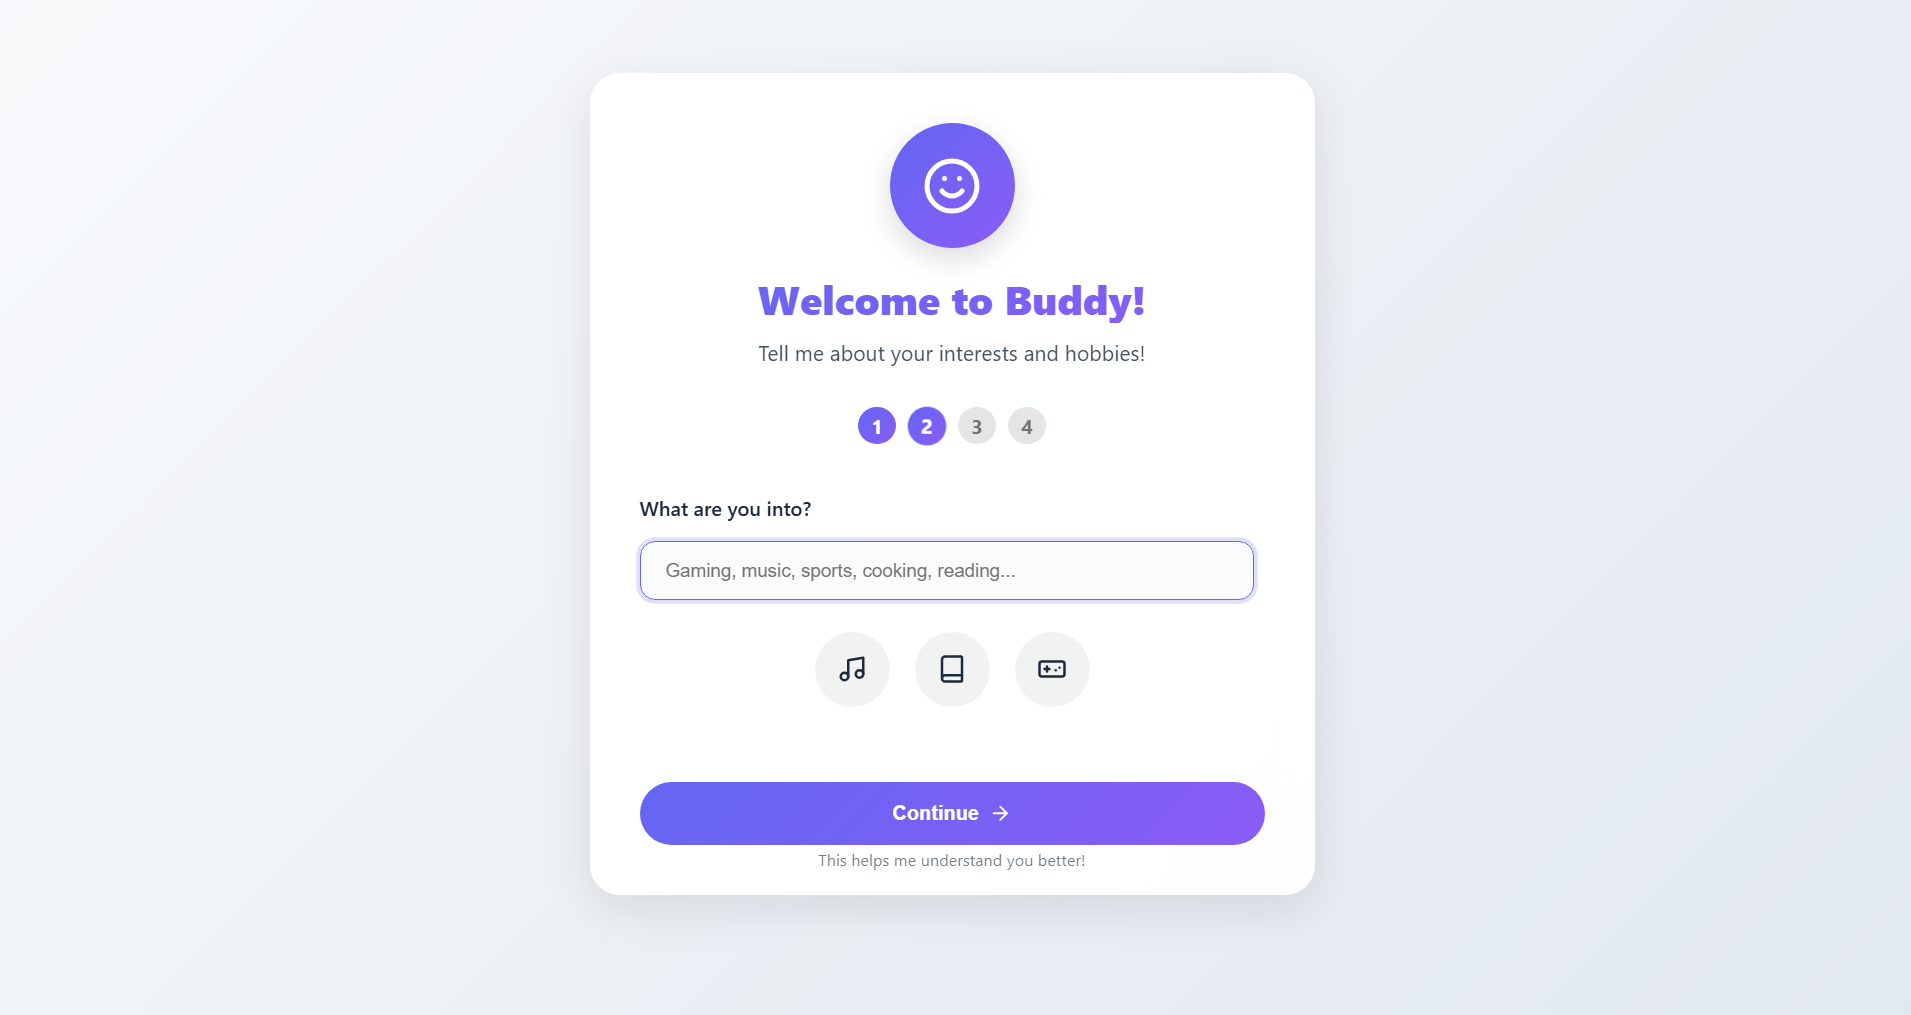 Welcome to Buddy!
Tell me about your interests and hobbies!
1 2 3 4
What are you into?
Gaming, music, sports, cooking, reading...
Continue →
This helps me understand you better!